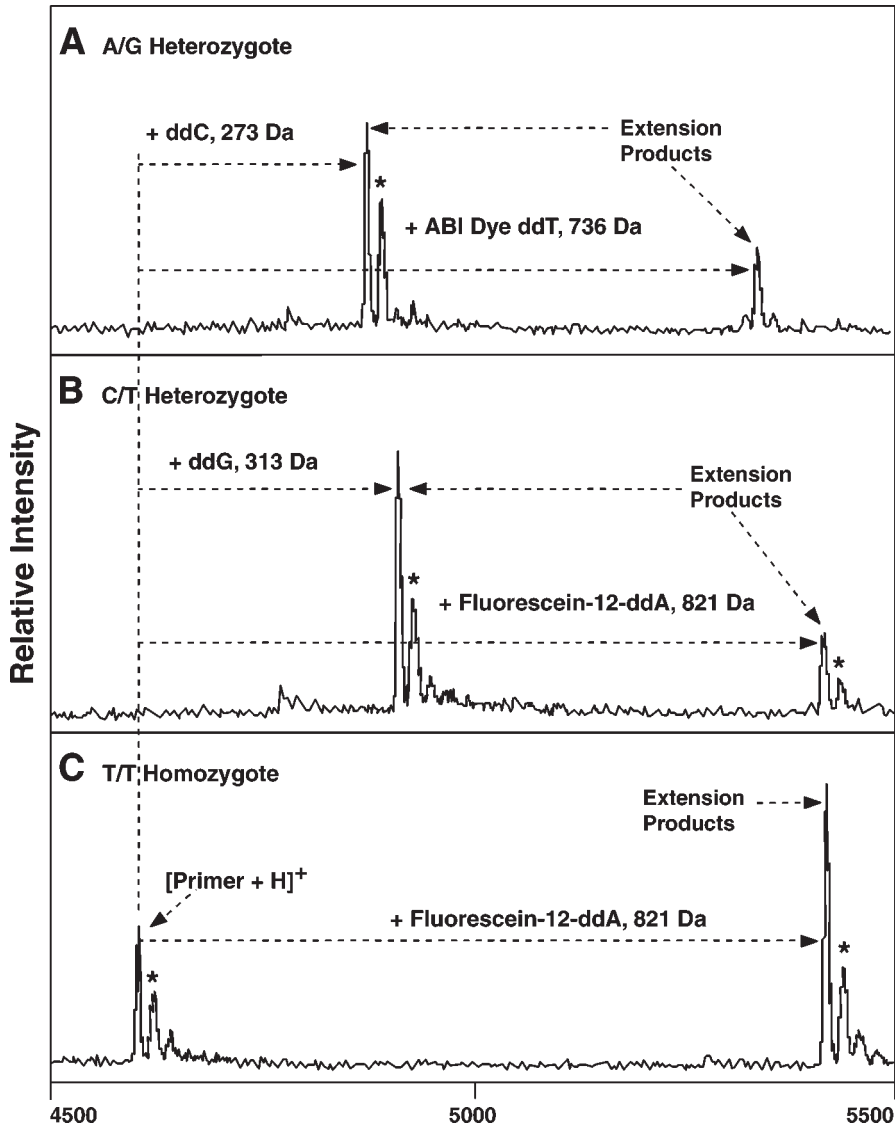 A A/G Heterozygote
+ ddC, 273 Da
Extension
Products
*
+ ABI Dye ddT, 736 Da
B C/T Heterozygote
+ ddG, 313 Da
Extension
Products
*
+ Fluorescein-12-ddA, 821 Da
*
C T/T Homozygote
Extension
Products
[Primer + H]+
+ Fluorescein-12-ddA, 821 Da
*
*
Relative Intensity
4500 5000 5500